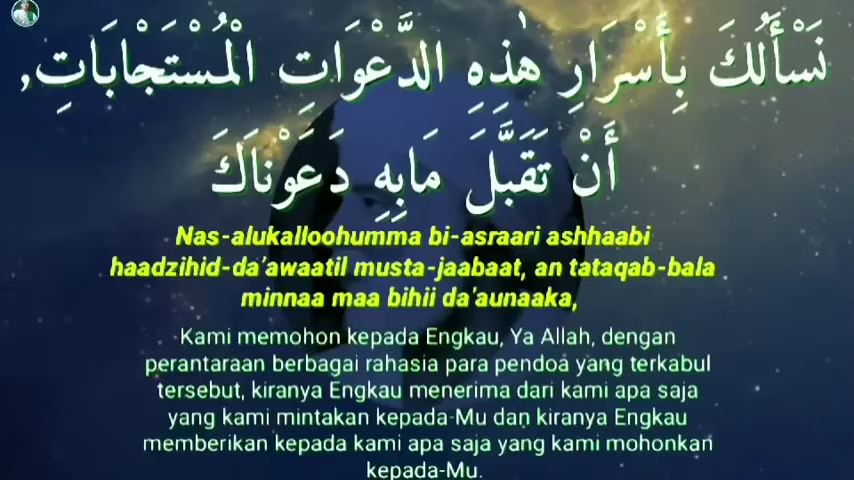 نَسْأَلُكَ بِأَسْرَارِ هٰذِهِ الدَّعْوَاتِ الْمُسْتَجْابَاتِ,
أَنْ تَقَبَّلَ مَابِهِ دَعَوْنَاكَ
Nas-alukalloohumma bi-asraari ashhaabi
haadzihid-da'awaatil musta-jaabaat, an tataqab-bala
minnaa maa bihii da'aunaaka,
Kami memohon kepada Engkau, Ya Allah, dengan
perantaraan berbagai rahasia para pendoa yang terkabul
tersebut, kiranya Engkau menerima dari kami apa saja
yang kami mintakan kepada-Mu dan kiranya Engkau
memberikan kepada kami apa saja yang kami mohonkan
kepada-Mu.